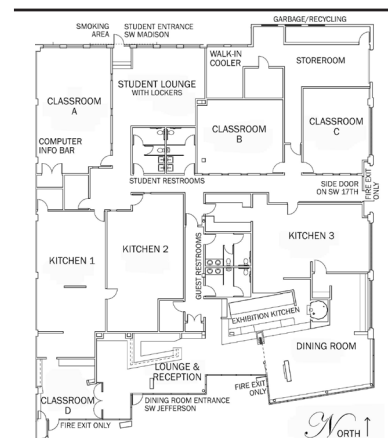 GARBAGE/RECYCLING
SMOKING
AREA
STUDENT ENTRANCE
SW MADISON
WALK-IN
COOLER
STOREROOM
STUDENT LOUNGE
WITH LOCKERS
CLASSROOM
A
CLASSROOM
B
CLASSROOM
C
COMPUTER
INFO BAR
STUDENT RESTROOMS
SIDE DOOR
ON SW 17TH
FIRE EXIT
ONLY
KITCHEN 1
KITCHEN 2
GUEST RESTROOMS
KITCHEN 3
EXHIBITION KITCHEN
DINING ROOM
LOUNGE &
RECEPTION
CLASSROOM
D
FIRE EXIT
ONLY
DINING ROOM ENTRANCE
SW JEFFERSON
FIRE EXIT ONLY
NORTH